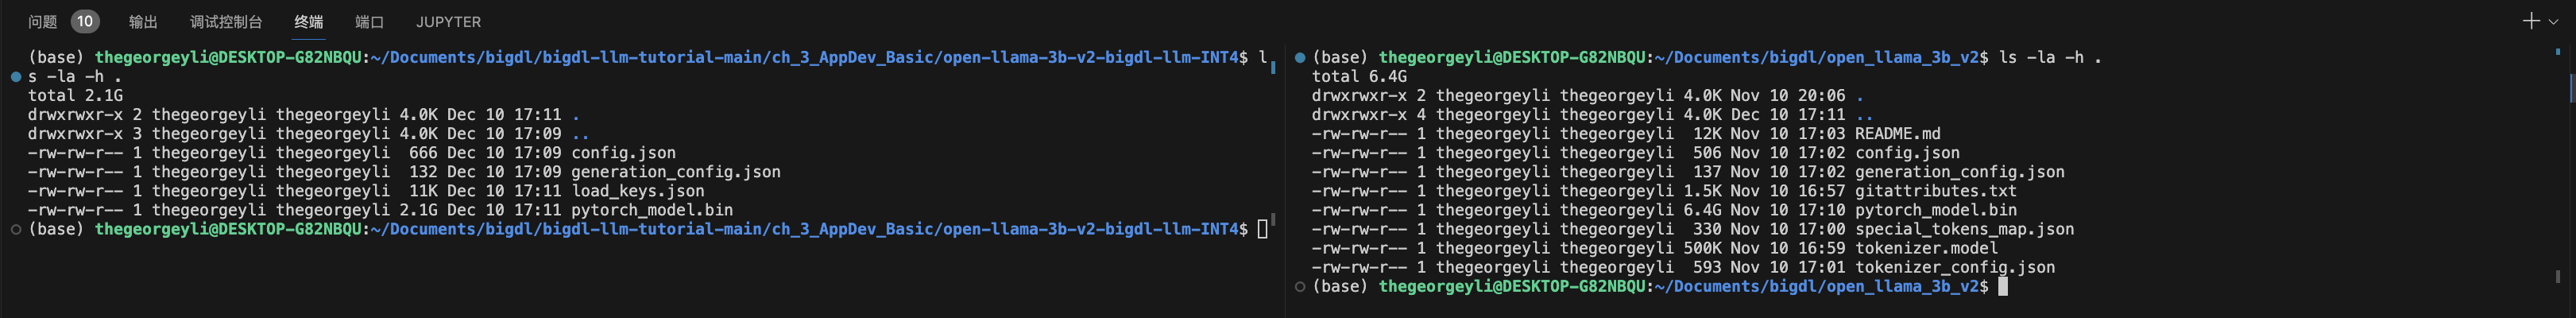 问题 10 输出 调试控制台 终端 端口 JUPYTER
(base) thegeorgeyli@DESKTOP-G82NBQU:~/Documents/bigdl/bigdl-llm-tutorial-main/ch_3_AppDev_Basic/open-llama-3b-v2-bigdl-llm-INT4$ l
s -la -h .
total 2.1G
drwxrwxr-x 2 thegeorgeyli thegeorgeyli 4.0K Dec 10 17:11 .
drwxrwxr-x 3 thegeorgeyli thegeorgeyli 4.0K Dec 10 17:09 ..
-rw-rw-r-- 1 thegeorgeyli thegeorgeyli  666 Dec 10 17:09 config.json
-rw-rw-r-- 1 thegeorgeyli thegeorgeyli  132 Dec 10 17:09 generation_config.json
-rw-rw-r-- 1 thegeorgeyli thegeorgeyli  11K Dec 10 17:11 load_keys.json
-rw-rw-r-- 1 thegeorgeyli thegeorgeyli 2.1G Dec 10 17:11 pytorch_model.bin
(base) thegeorgeyli@DESKTOP-G82NBQU:~/Documents/bigdl/bigdl-llm-tutorial-main/ch_3_AppDev_Basic/open-llama-3b-v2-bigdl-llm-INT4$
(base) thegeorgeyli@DESKTOP-G82NBQU:~/Documents/bigdl/open_llama_3b_v2$ ls -la -h .
total 6.4G
drwxrwxr-x 2 thegeorgeyli thegeorgeyli 4.0K Nov 10 20:06 .
drwxrwxr-x 4 thegeorgeyli thegeorgeyli 4.0K Dec 10 17:11 ..
-rw-rw-r-- 1 thegeorgeyli thegeorgeyli  12K Nov 10 17:03 README.md
-rw-rw-r-- 1 thegeorgeyli thegeorgeyli  506 Nov 10 17:02 config.json
-rw-rw-r-- 1 thegeorgeyli thegeorgeyli  137 Nov 10 17:02 generation_config.json
-rw-rw-r-- 1 thegeorgeyli thegeorgeyli 1.5K Nov 10 16:57 gitattributes.txt
-rw-rw-r-- 1 thegeorgeyli thegeorgeyli 6.4G Nov 10 17:10 pytorch_model.bin
-rw-rw-r-- 1 thegeorgeyli thegeorgeyli  330 Nov 10 17:00 special_tokens_map.json
-rw-rw-r-- 1 thegeorgeyli thegeorgeyli 500K Nov 10 16:59 tokenizer.model
-rw-rw-r-- 1 thegeorgeyli thegeorgeyli  593 Nov 10 17:01 tokenizer_config.json
(base) thegeorgeyli@DESKTOP-G82NBQU:~/Documents/bigdl/open_llama_3b_v2$